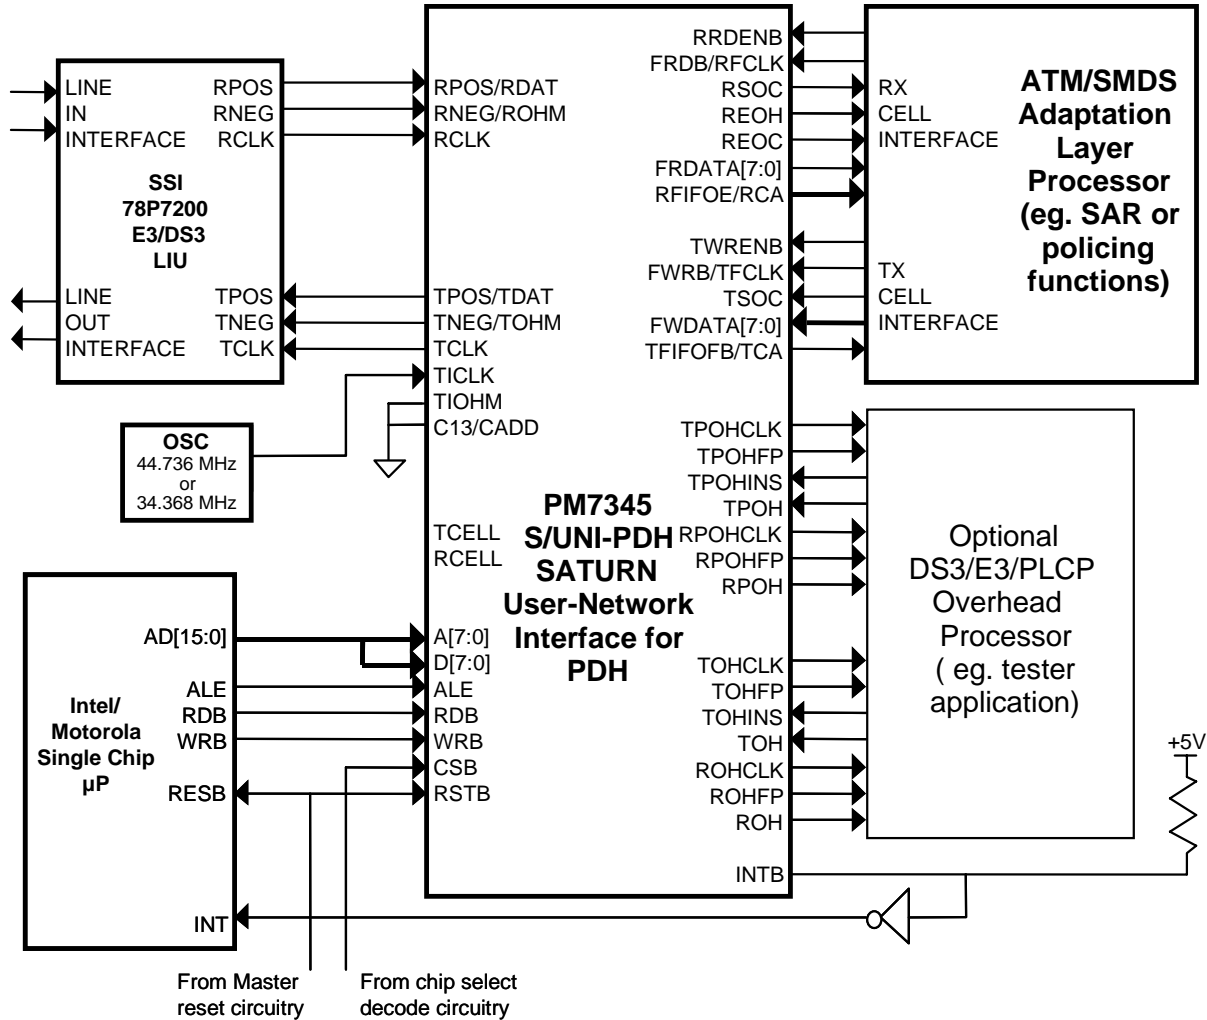 LINE
IN
INTERFACE
RPOS
RNEG
RCLK
SSI
78P7200
E3/DS3
LIU
LINE
OUT
INTERFACE
TPOS
TNEG
TCLK
OSC
44.736 MHz
or
34.368 MHz
Intel/
Motorola
Single Chip
µP
AD[15:0]
ALE
RDB
WRB
RESB
INT
From Master
reset circuitry
From chip select
decode circuitry
RPOS/RDAT
RNEG/ROHM
RCLK
TPOS/TDAT
TNEG/TOHM
TCLK
TICLK
TIOHM
C13/CADD
TCELL
RCELL
A[7:0]
D[7:0]
ALE
RDB
WRB
CSB
RSTB
PM7345
S/UNI-PDH
SATURN
User-Network
Interface for
PDH
RRDENB
FRDB/RFCLK
RSOC
REOH
REOC
FRDATA[7:0]
RFIFOE/RCA
TWRENB
FWRB/TFCLK
TSOC
FWDATA[7:0]
TFIFOFB/TCA
TPOHCLK
TPOHFP
TPOHINS
TPOH
RPOHCLK
RPOHFP
RPOH
TOHCLK
TOHFP
TOHINS
TOH
ROHCLK
ROHFP
ROH
INTB
RX
CELL
INTERFACE
TX
CELL
INTERFACE
ATM/SMDS
Adaptation
Layer
Processor
(eg. SAR or
policing
functions)
Optional
DS3/E3/PLCP
Overhead
Processor
( eg. tester
application)
+5V